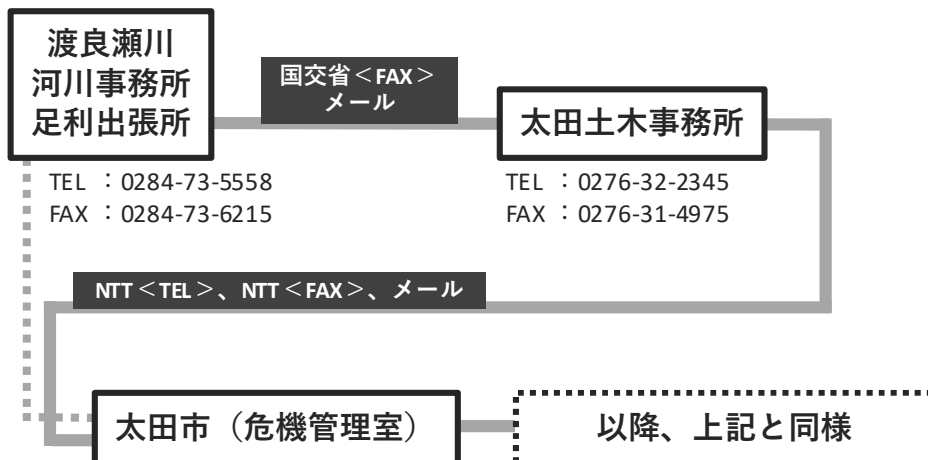 渡良瀬川
河川事務所
足利出張所
国交省＜FAX＞
メール
太田土木事務所
TEL ：0284-73-5558
FAX ：0284-73-6215
TEL ：0276-32-2345
FAX ：0276-31-4975
NTT＜TEL＞、NTT＜FAX＞、メール
太田市（危機管理室）
以降、上記と同様